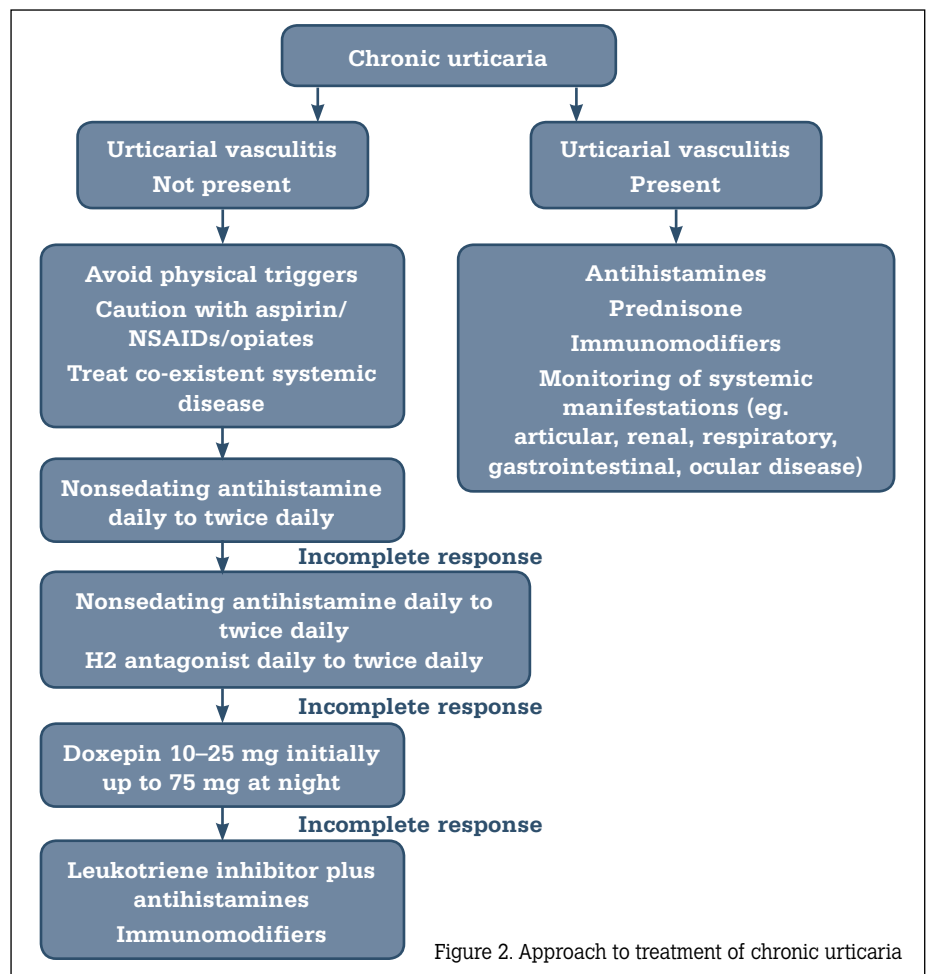 Chronic urticaria
Urticarial vasculitis
Not present
Urticarial vasculitis
Present
Avoid physical triggers
Caution with aspirin/
NSAIDs/opiates
Treat co-existent systemic
disease
Antihistamines
Prednisone
Immunomodifiers
Monitoring of systemic
manifestations (eg.
articular, renal, respiratory,
gastrointestinal, ocular disease)
Nonsedating antihistamine
daily to twice daily
Incomplete response
Nonsedating antihistamine daily to
twice daily
H2 antagonist daily to twice daily
Incomplete response
Doxepin 10–25 mg initially
up to 75 mg at night
Incomplete response
Leukotriene inhibitor plus
antihistamines
Immunomodifiers
Figure 2. Approach to treatment of chronic urticaria